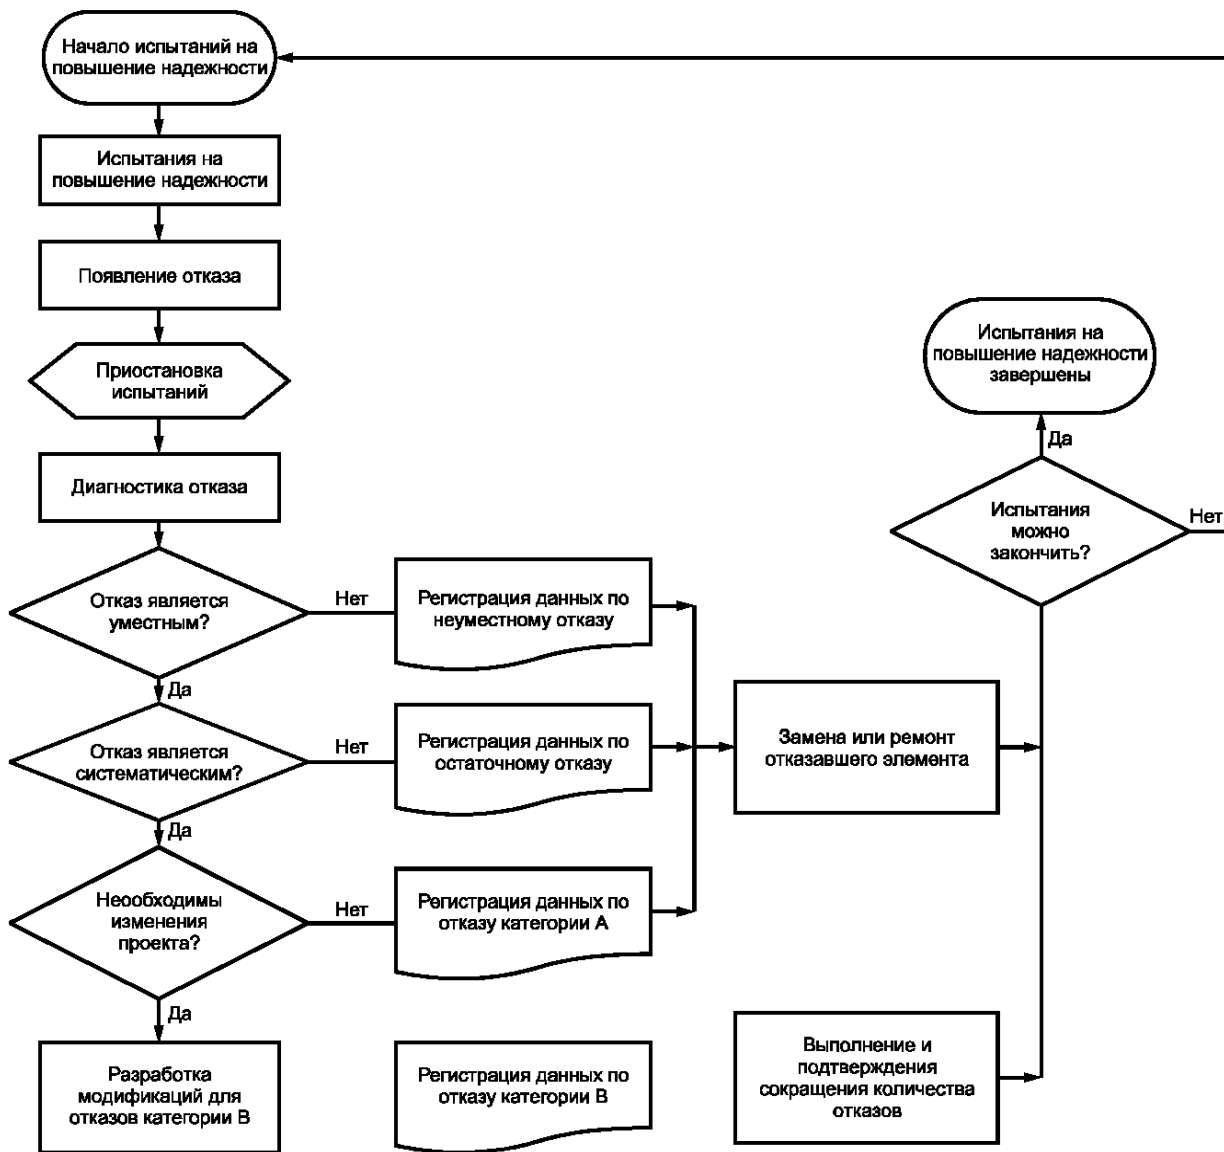 Начало испытаний на
повышение надежности
Испытания на
повышение надежности
Появление отказа
Приостановка
испытаний
Диагностика отказа
Отказ является
уместным?
Нет
Регистрация данных по
неуместному отказу
Да
Отказ является
систематическим?
Нет
Регистрация данных по
остаточному отказу
Да
Неообходимы
изменения
проекта?
Нет
Регистрация данных по
отказу категории А
Да
Разработка
модификаций для
отказов категории В
Регистрация данных по
отказу категории В
Замена или ремонт
отказавшего элемента
Выполнение и
подтверждения
сокращения количества
отказов
Испытания на
повышение надежности
завершены
Да
Испытания
можно
закончить?
Нет